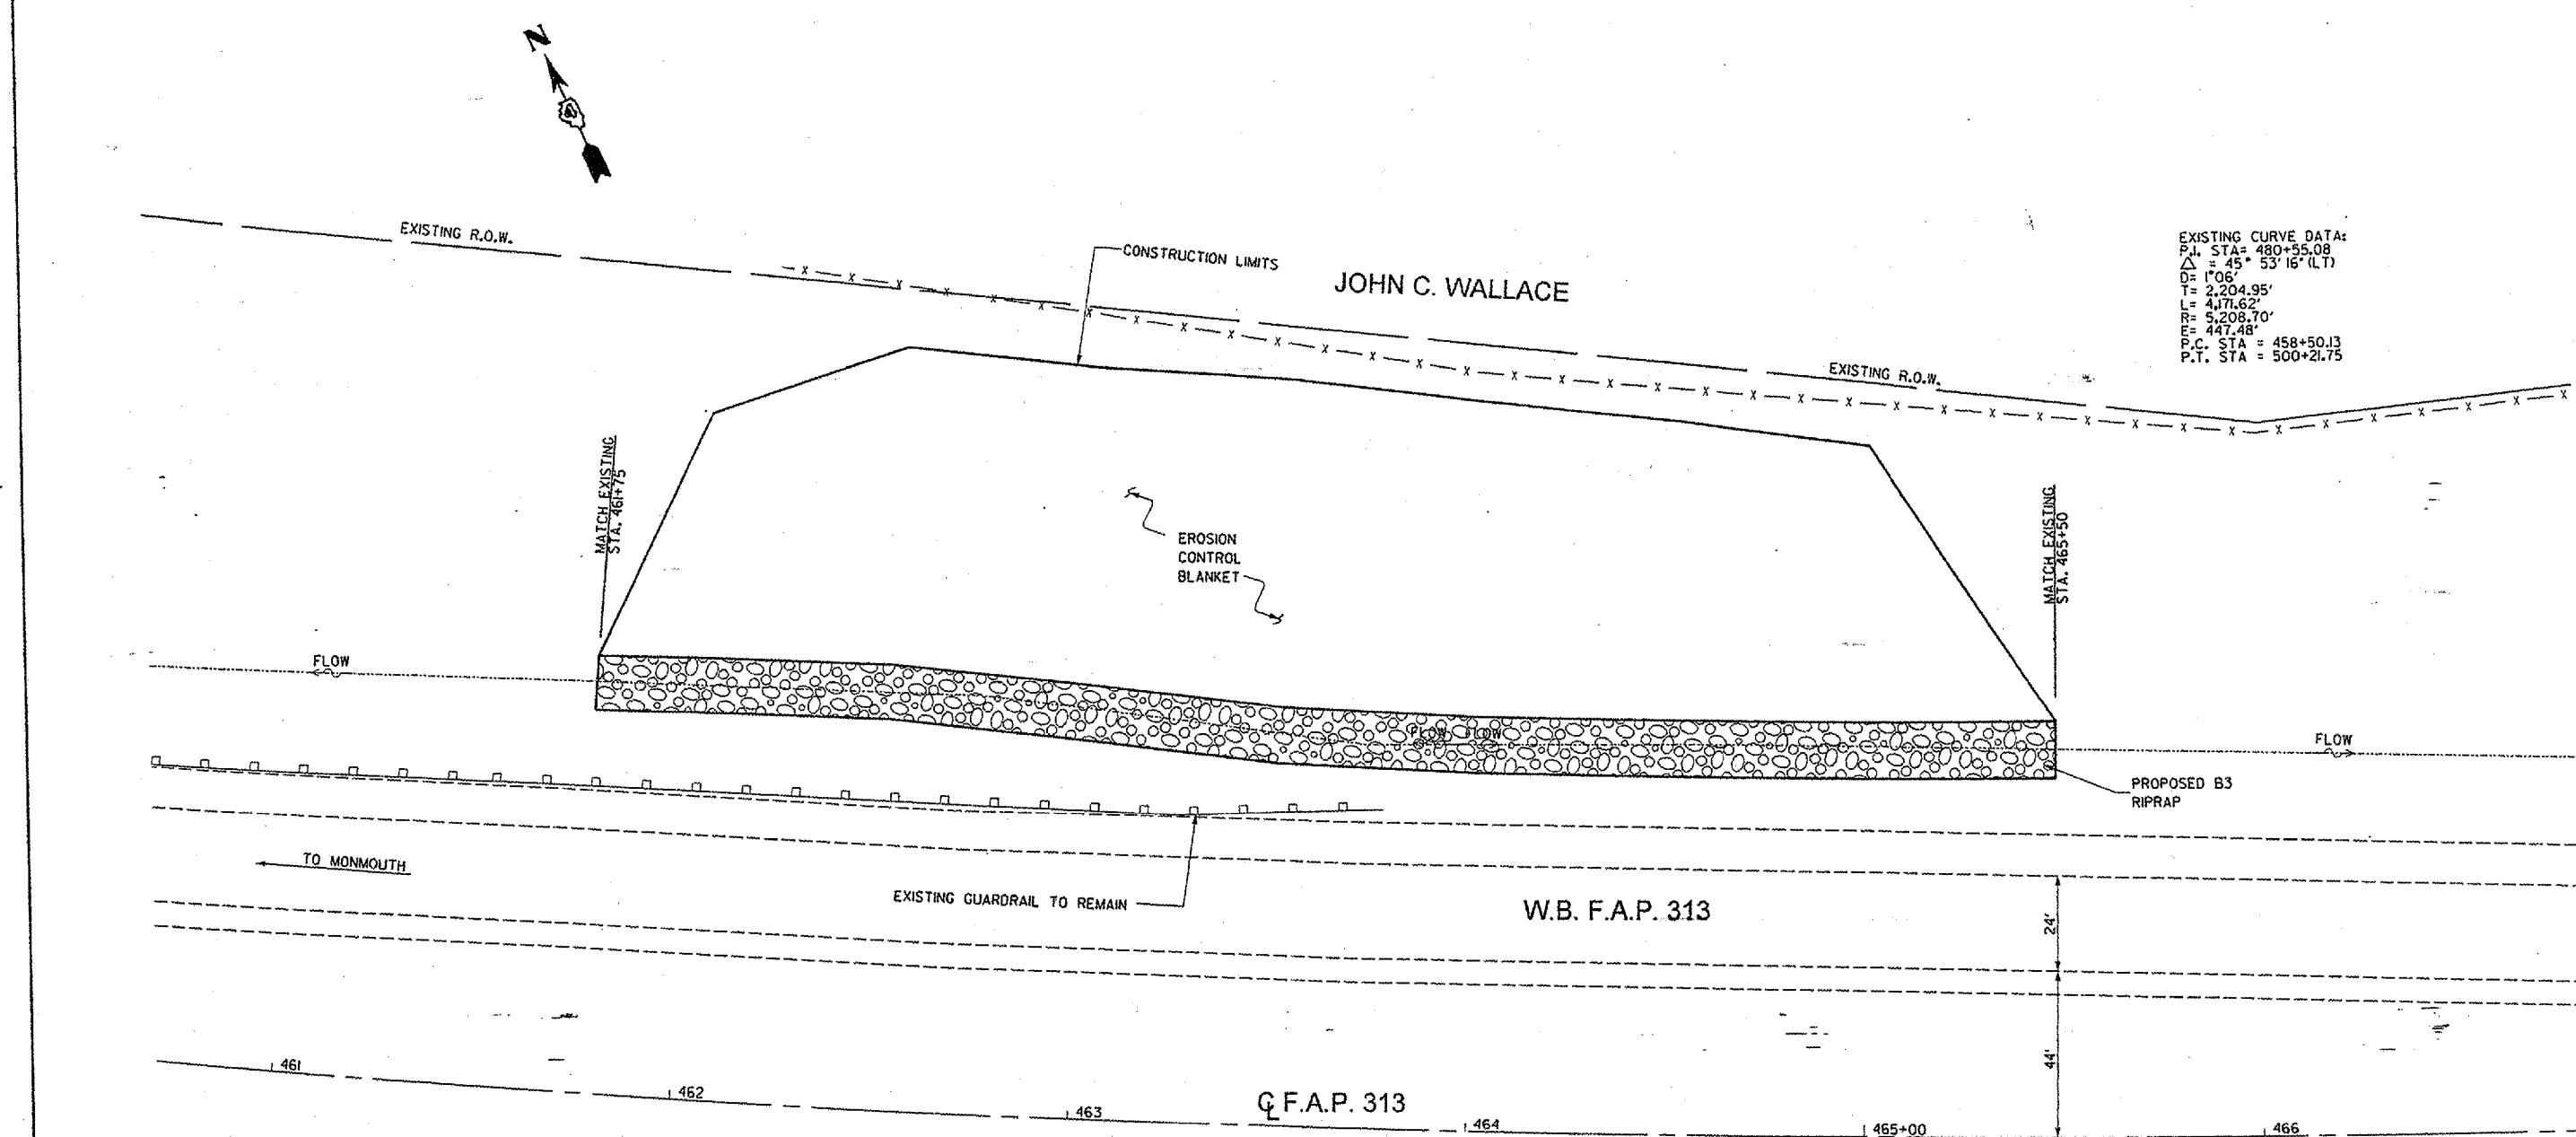 N
EXISTING R.O.W.
CONSTRUCTION LIMITS
JOHN C. WALLACE
EXISTING CURVE DATA:
P.I. STA= 480+55.08
Δ = 45° 53' 16" (LT)
D= 1°06'
T= 2,204.95'
L= 4,171.62'
R= 5,208.70'
E= 447.48'
P.C. STA = 458+50.13
P.T. STA = 500+21.75
EXISTING R.O.W.
MATCH EXISTING
STA. 461+75
EROSION
CONTROL
BLANKET
MATCH EXISTING
STA. 465+50
FLOW
FLOW FLOW
FLOW
PROPOSED B3
RIPRAP
TO MONMOUTH
EXISTING GUARDRAIL TO REMAIN
W.B. F.A.P. 313
24'
44'
461
462
463
℄ F.A.P. 313
464
465+00
466